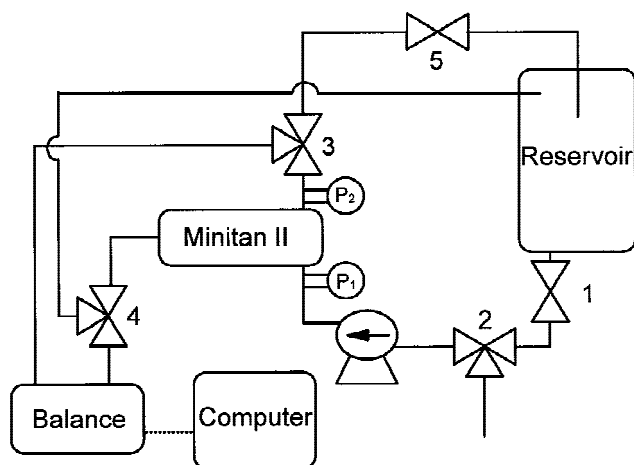 5
3
Reservoir
P2
Minitan II
P1
1
2
4
Balance
Computer